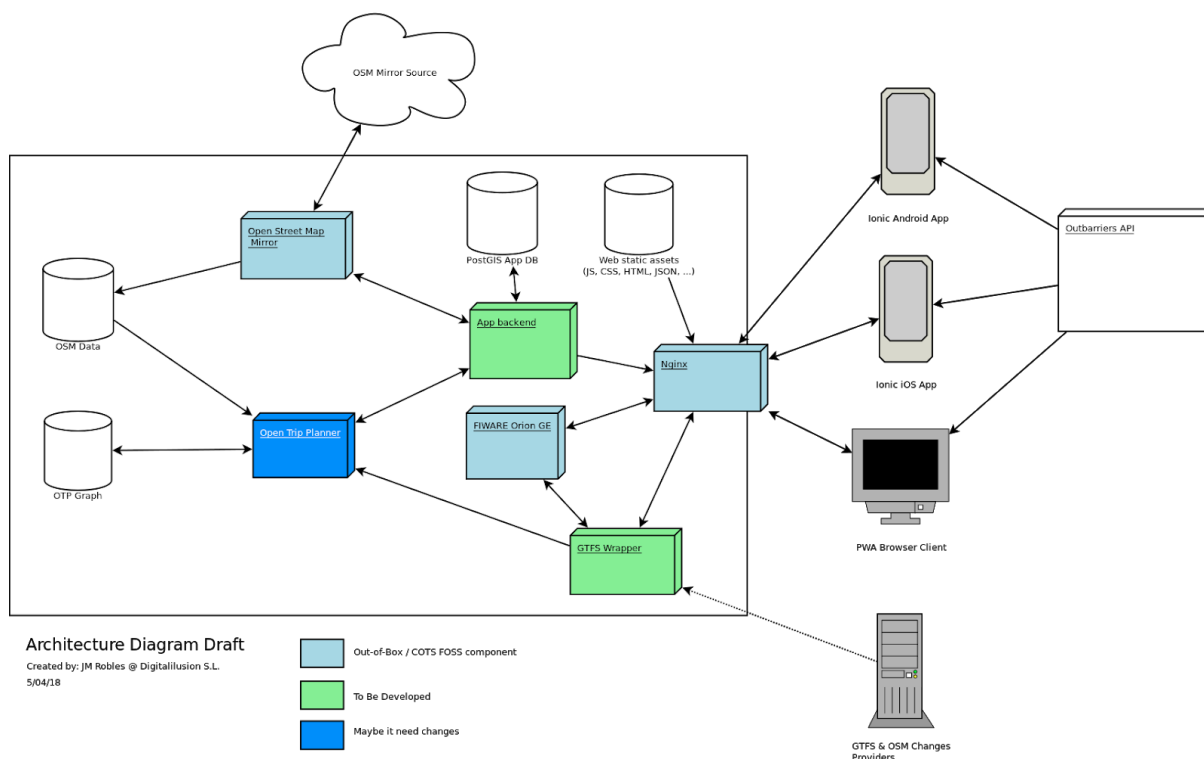 OSM Mirror Source
Open Street Map
Mirror
PostGIS App DB
Web static assets
(JS, CSS, HTML, JSON, ...)
Ionic Android App
Outbarriers API
OSM Data
App backend
Nginx
Ionic iOS App
Open Trip Planner
FIWARE Orion GE
OTP Graph
GTFS Wrapper
PWA Browser Client
Architecture Diagram Draft
Created by: JM Robles @ Digitalilusion S.L.
5/04/18
Out-of-Box / COTS FOSS component
To Be Developed
Maybe it need changes
GTFS & OSM Changes
Providers